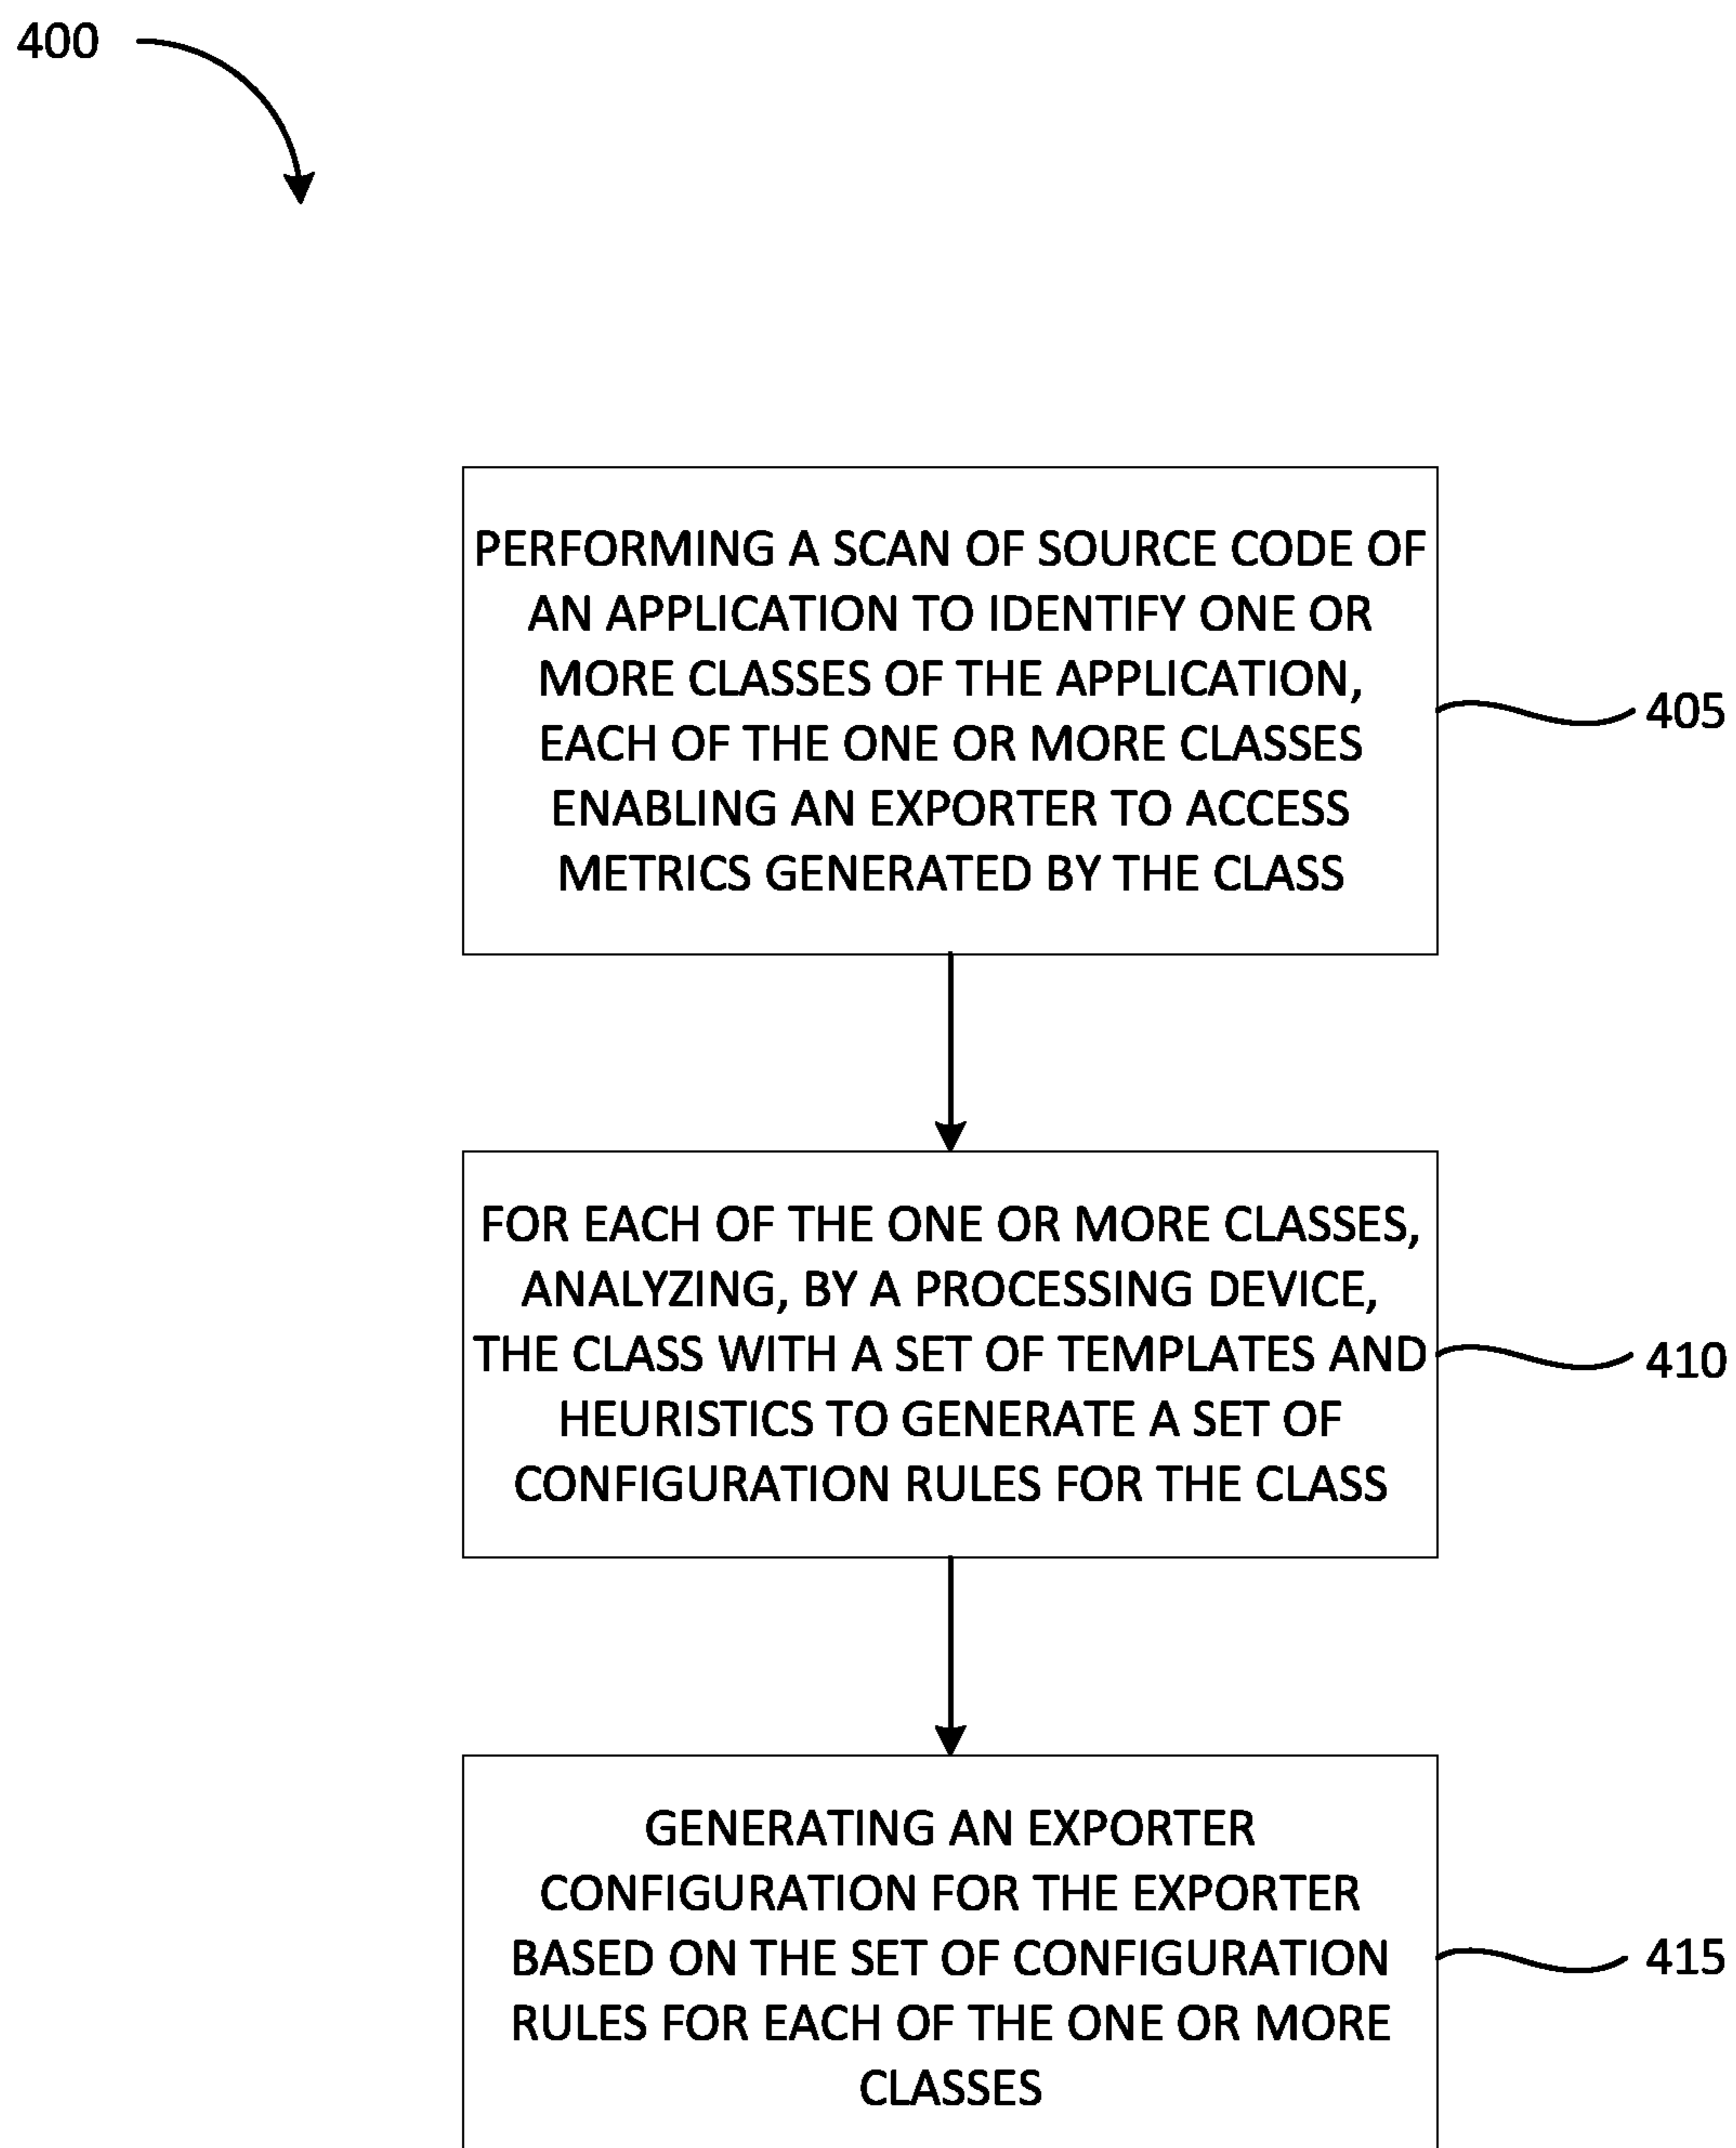 400
PERFORMING A SCAN OF SOURCE CODE OF
AN APPLICATION TO IDENTIFY ONE OR
MORE CLASSES OF THE APPLICATION,
EACH OF THE ONE OR MORE CLASSES
ENABLING AN EXPORTER TO ACCESS
METRICS GENERATED BY THE CLASS
405
FOR EACH OF THE ONE OR MORE CLASSES,
ANALYZING, BY A PROCESSING DEVICE,
THE CLASS WITH A SET OF TEMPLATES AND
HEURISTICS TO GENERATE A SET OF
CONFIGURATION RULES FOR THE CLASS
410
GENERATING AN EXPORTER
CONFIGURATION FOR THE EXPORTER
BASED ON THE SET OF CONFIGURATION
RULES FOR EACH OF THE ONE OR MORE
CLASSES
415